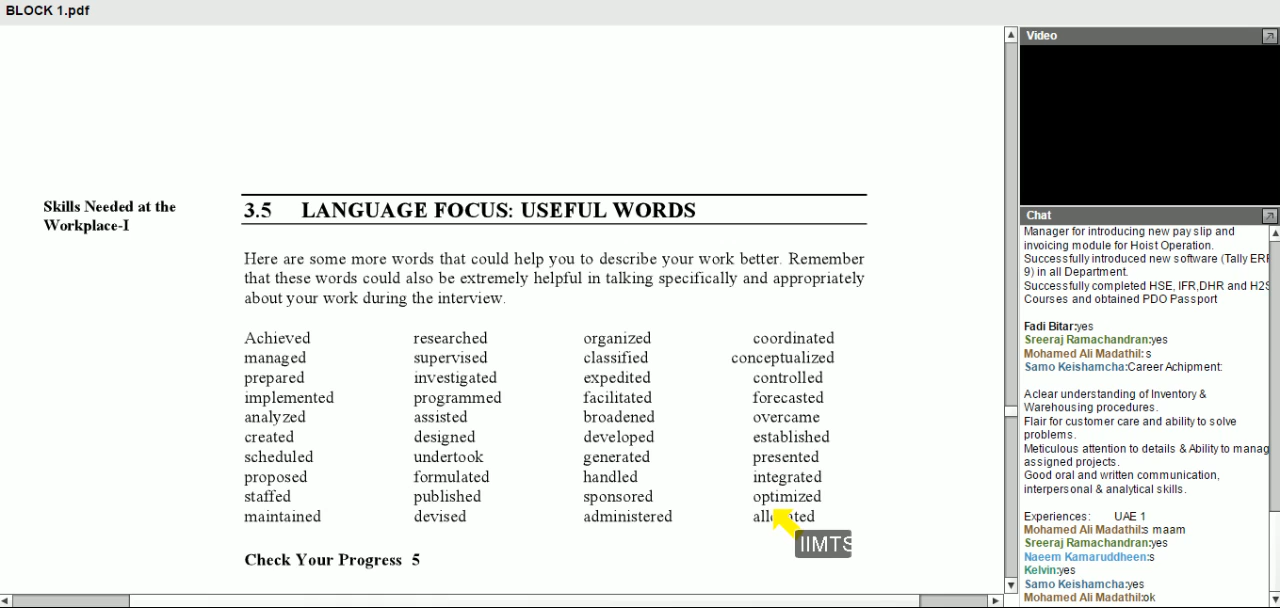 BLOCK 1.pdf
Skills Needed at the
Workplace-I
3.5 LANGUAGE FOCUS: USEFUL WORDS
Here are some more words that could help you to describe your work better. Remember
that these words could also be extremely helpful in talking specifically and appropriately
about your work during the interview.
Achieved researched organized coordinated
managed supervised classified conceptualized
prepared investigated expedited controlled
implemented programmed facilitated forecasted
analyzed assisted broadened overcame
created designed developed established
scheduled undertook generated presented
proposed formulated handled integrated
staffed published sponsored optimized
maintained devised administered
IIMTS
Check Your Progress 5
Video
Chat
Manager for introducing new pay slip and
invoicing module for Hoist Operation.
Successfully introduced new software (Tally ERP
9) in all Department.
Successfully completed HSE, IFR,DHR and H2S
Courses and obtained PDO Passport
Fadi Bitar:yes
Sreeraj Ramachandran:yes
Mohamed Ali Madathil:s
Samo Keishamcha:Career Achipment:
Aclear understanding of Inventory &
Warehousing procedures.
Flair for customer care and ability to solve
problems.
Meticulous attention to details & Ability to manag
assigned projects.
Good oral and written communication,
interpersonal & analytical skills.
Experiences: UAE 1
Mohamed Ali Madathil:s maam
Sreeraj Ramachandran:yes
Naeem Kamaruddheen:s
Kelvin:yes
Samo Keishamcha:yes
Mohamed Ali Madathil:ok